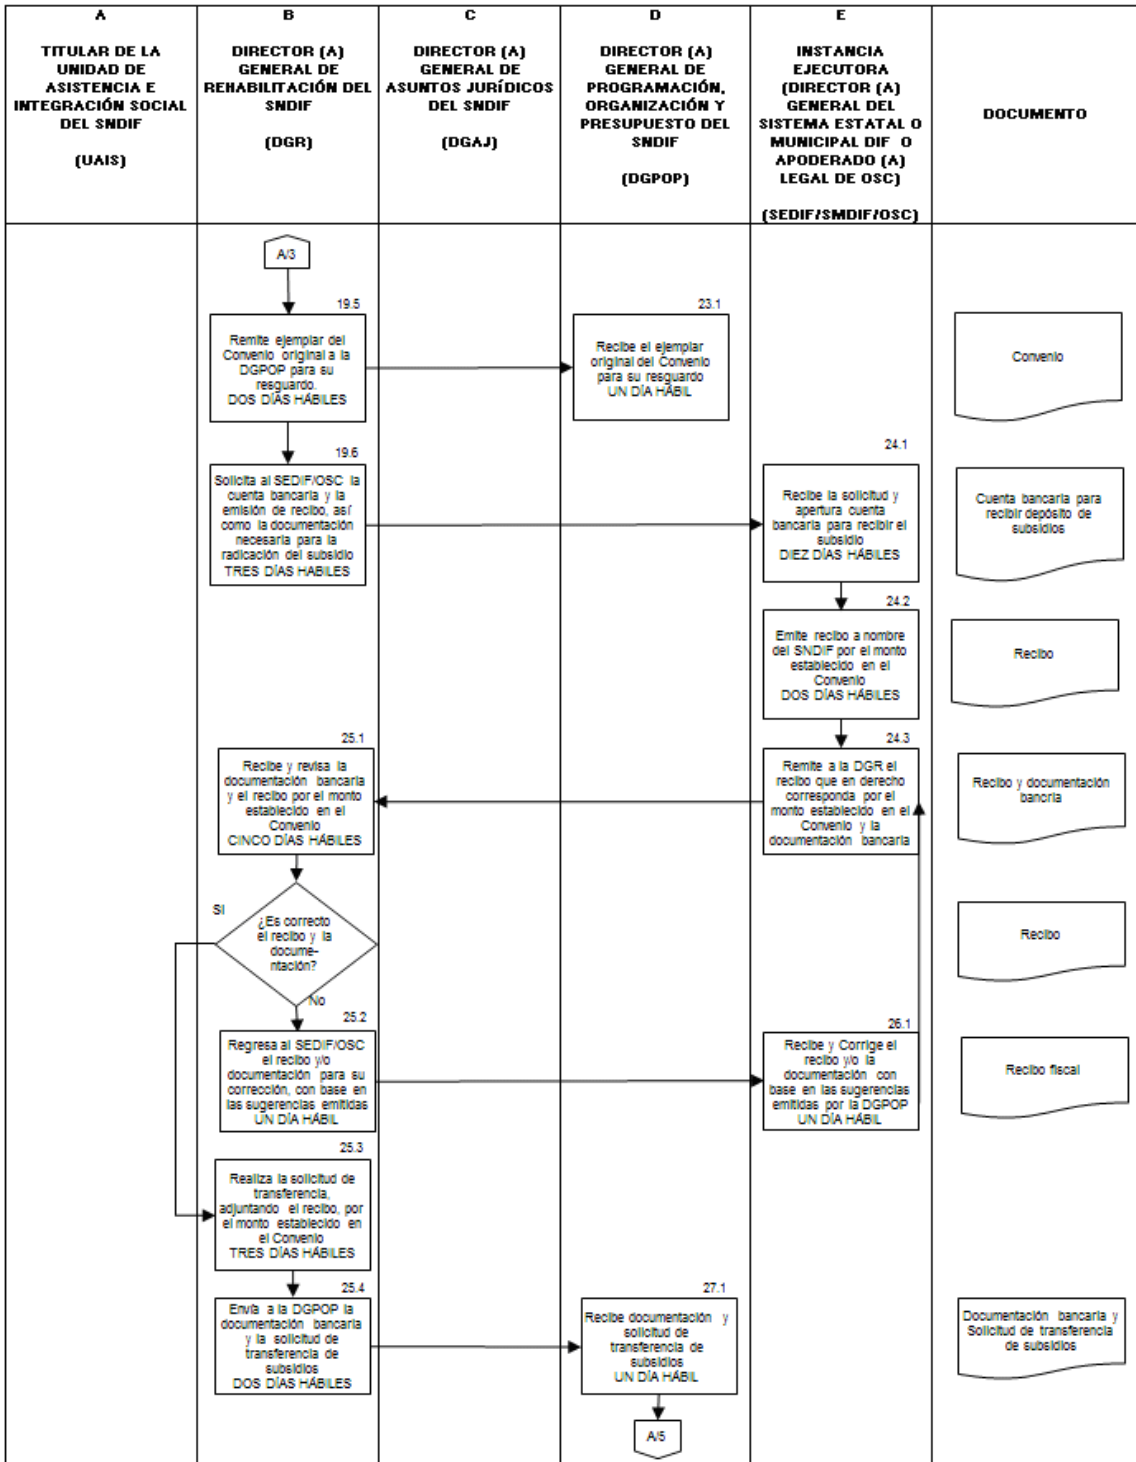 A
TITULAR DE LA
UNIDAD DE
ASISTENCIA E
INTEGRACIÓN SOCIAL
DEL SNDIF
(UAIS)
B
DIRECTOR (A)
GENERAL DE
REHABILITACIÓN DEL
SNDIF
(DGR)
C
DIRECTOR (A)
GENERAL DE
ASUNTOS JURÍDICOS
DEL SNDIF
(DGAJ)
D
DIRECTOR (A)
GENERAL DE
PROGRAMACIÓN,
ORGANIZACIÓN Y
PRESUPUESTO DEL
SNDIF
(DGPOP)
E
INSTANCIA
EJECUTORA
(DIRECTOR (A)
GENERAL DEL
SISTEMA ESTATAL O
MUNICIPAL DIF O
APODERADO (A)
LEGAL DE OSC)
(SEDIF/SMDIF/OSC)
DOCUMENTO
A/3
19.5
Remite ejemplar del
Convenio original a la
DGPOP para su
resguardo.
DOS DÍAS HÁBILES
23.1
Recibe el ejemplar
original del Convenio
para su resguardo
UN DÍA HÁBIL
Convenio
19.6
Solicita al SEDIF/OSC la
cuenta bancaria y la
emisión de recibo, así
como la documentación
necesaria para la
radicación del subsidio
TRES DÍAS HABILES
24.1
Recibe la solicitud y
apertura cuenta
bancaria para recibir el
subsidio
DIEZ DÍAS HÁBILES
Cuenta bancaria para
recibir depósito de
subsidios
24.2
Emite recibo a nombre
del SNDIF por el monto
establecido en el
Convenio
DOS DÍAS HÁBILES
Recibo
25.1
Recibe y revisa la
documentación bancaria
y el recibo por el monto
establecido en el
Convenio
CINCO DÍAS HÁBILES
24.3
Remite a la DGR el
recibo que en derecho
corresponda por el
monto establecido en el
Convenio y la
documentación bancaria
Recibo y documentación
bancria
SI
¿Es correcto
el recibo y la
docume-
ntación?
No
Recibo
25.2
Regresa al SEDIF/OSC
el recibo y/o
documentación para su
corrección, con base en
las sugerencias emitidas
UN DÍA HÁBIL
26.1
Recibe y Corrige el
recibo y/o la
documentación con
base en las sugerencias
emitidas por la DGPOP
UN DÍA HÁBIL
Recibo fiscal
25.3
Realiza la solicitud de
transferencia,
adjuntando el recibo, por
el monto establecido en
el Convenio
TRES DÍAS HÁBILES
25.4
Envía a la DGPOP la
documentación bancaria
y la solicitud de
transferencia de
subsidios
DOS DÍAS HÁBILES
27.1
Recibe documentación y
solicitud de
transferencia de
subsidios
UN DÍA HÁBIL
Documentación bancaria y
Solicitud de transferencia
de subsidios
A/5